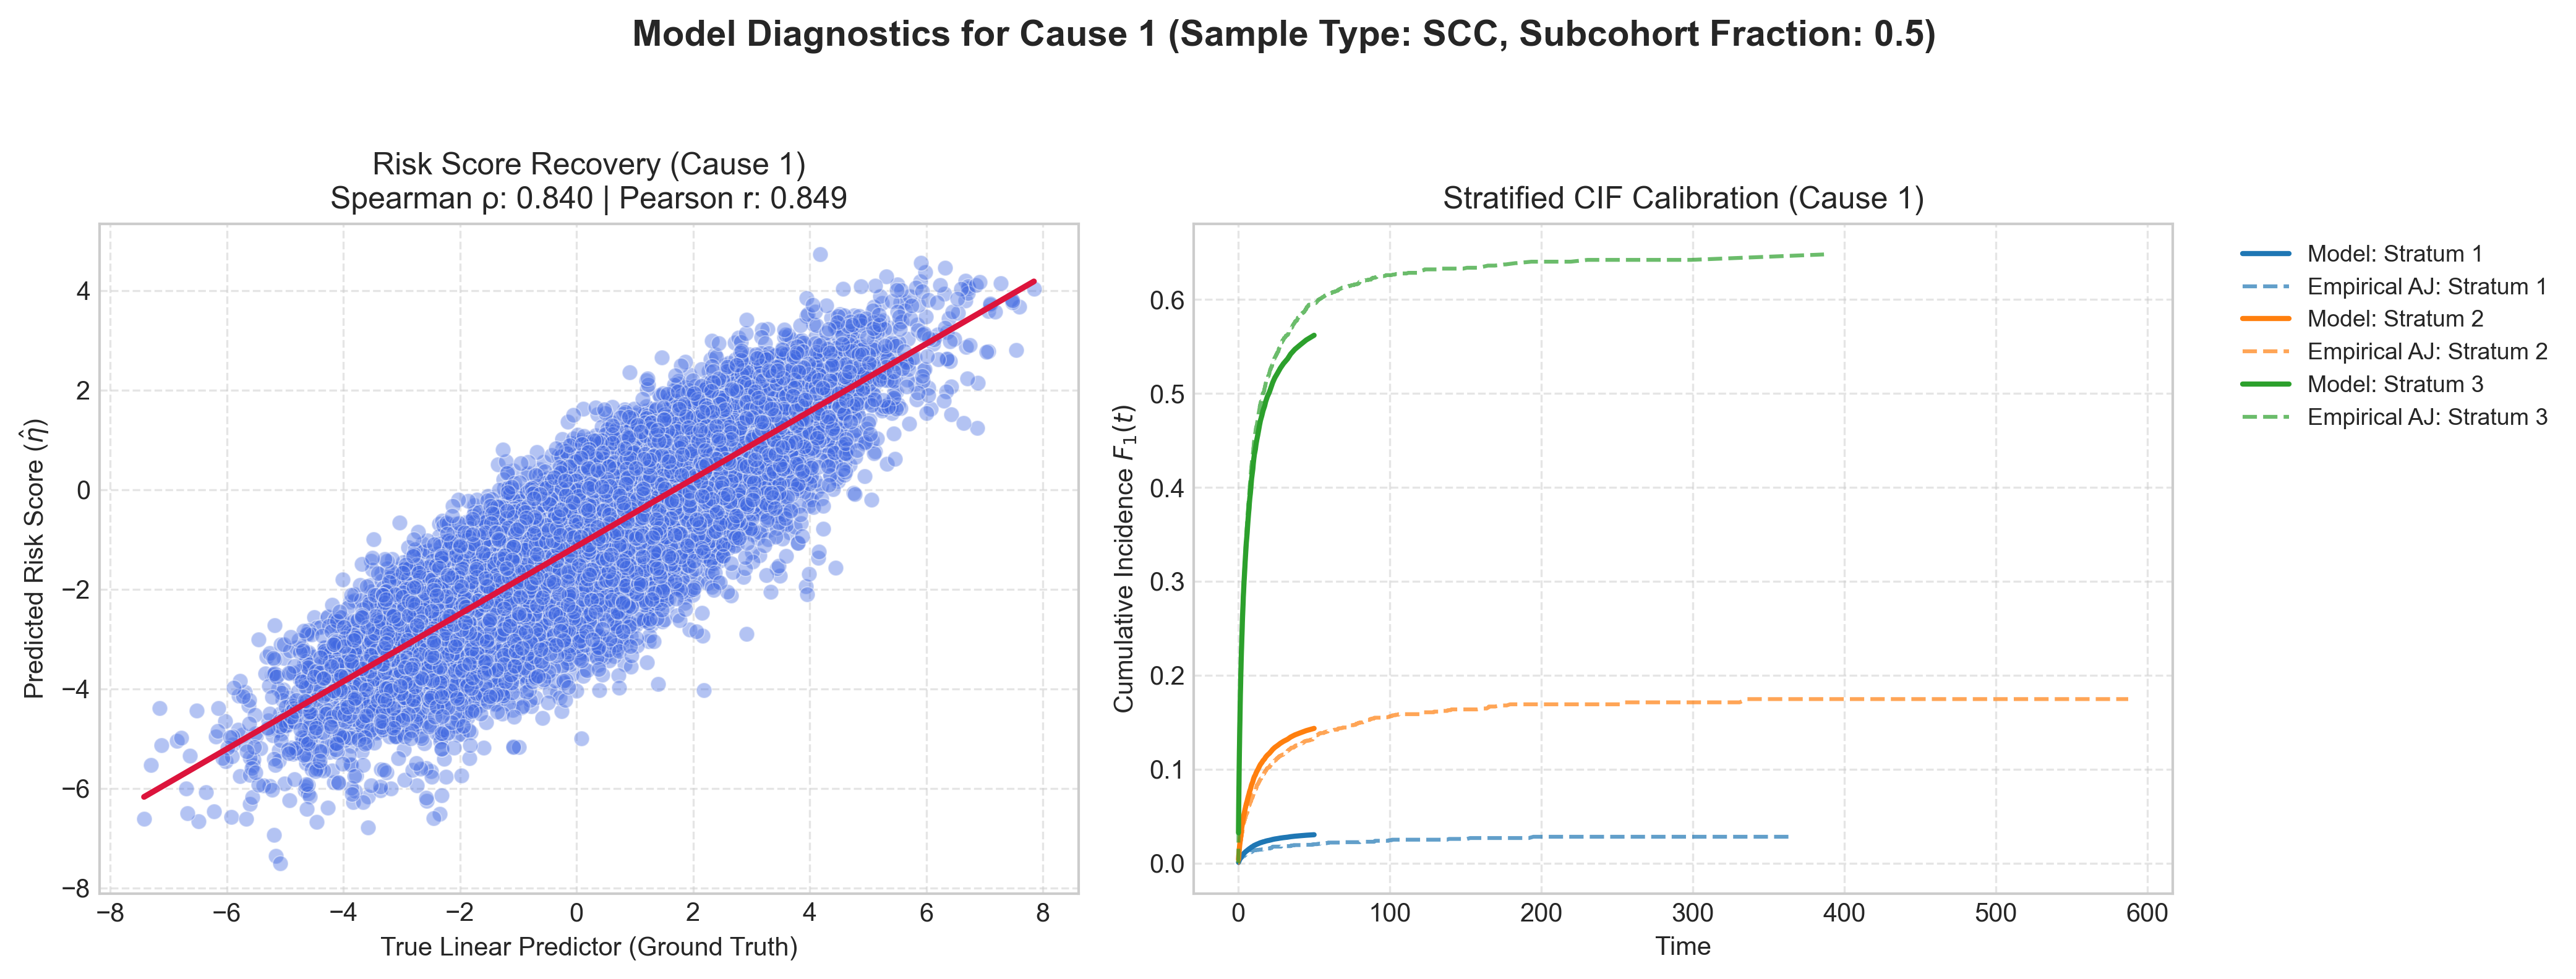 Model Diagnostics for Cause 1 (Sample Type: SCC, Subcohort Fraction: 0.5)
Risk Score Recovery (Cause 1)
Spearman ρ: 0.840 | Pearson r: 0.849
Predicted Risk Score (η̂)
4
2
0
−2
−4
−6
−8
−8 −6 −4 −2 0 2 4 6 8
True Linear Predictor (Ground Truth)
Stratified CIF Calibration (Cause 1)
Cumulative Incidence F₁(t)
0.6
0.5
0.4
0.3
0.2
0.1
0.0
0 100 200 300 400 500 600
Time
Model: Stratum 1
Empirical AJ: Stratum 1
Model: Stratum 2
Empirical AJ: Stratum 2
Model: Stratum 3
Empirical AJ: Stratum 3